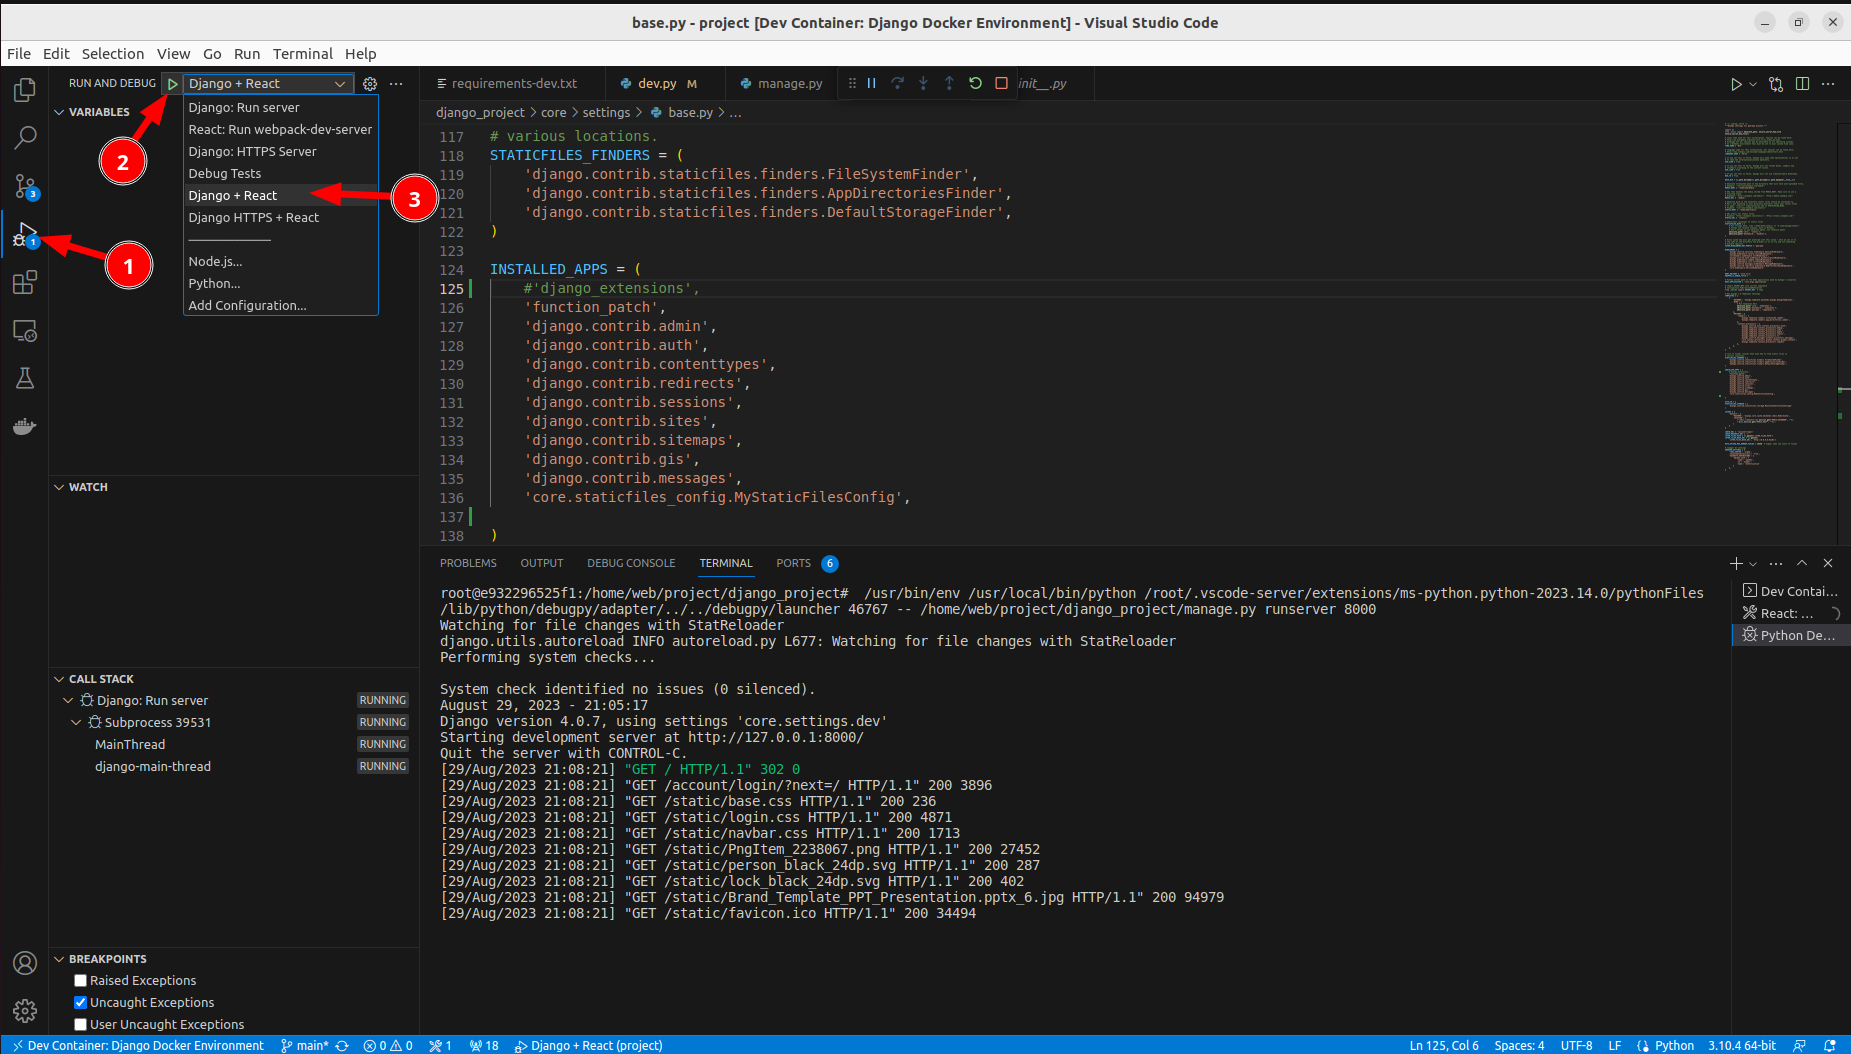 base.py - project [Dev Container: Django Docker Environment] - Visual Studio Code
File Edit Selection View Go Run Terminal Help
RUN AND DEBUG
Django + React
Django: Run server
React: Run webpack-dev-server
Django: HTTPS Server
Debug Tests
Django + React
Django HTTPS + React
Node.js...
Python...
Add Configuration...
1
2
3
3
1
VARIABLES
WATCH
CALL STACK
Django: Run server RUNNING
Subprocess 39531 RUNNING
MainThread RUNNING
django-main-thread RUNNING
BREAKPOINTS
Raised Exceptions
Uncaught Exceptions
User Uncaught Exceptions
requirements-dev.txt dev.py M manage.py init__.py
django_project > core > settings > base.py > ...
117 # various locations.
118 STATICFILES_FINDERS = (
119 'django.contrib.staticfiles.finders.FileSystemFinder',
120 'django.contrib.staticfiles.finders.AppDirectoriesFinder',
121 'django.contrib.staticfiles.finders.DefaultStorageFinder',
122 )
123
124 INSTALLED_APPS = (
125 #'django_extensions',
126 'function_patch',
127 'django.contrib.admin',
128 'django.contrib.auth',
129 'django.contrib.contenttypes',
130 'django.contrib.redirects',
131 'django.contrib.sessions',
132 'django.contrib.sites',
133 'django.contrib.sitemaps',
134 'django.contrib.gis',
135 'django.contrib.messages',
136 'core.staticfiles_config.MyStaticFilesConfig',
137
138 )
PROBLEMS OUTPUT DEBUG CONSOLE TERMINAL PORTS 6
root@e932296525f1:/home/web/project/django_project# /usr/bin/env /usr/local/bin/python /root/.vscode-server/extensions/ms-python.python-2023.14.0/pythonFiles
/lib/python/debugpy/adapter/../../debugpy/launcher 46767 -- /home/web/project/django_project/manage.py runserver 8000
Watching for file changes with StatReloader
django.utils.autoreload INFO autoreload.py L677: Watching for file changes with StatReloader
Performing system checks...
System check identified no issues (0 silenced).
August 29, 2023 - 21:05:17
Django version 4.0.7, using settings 'core.settings.dev'
Starting development server at http://127.0.0.1:8000/
Quit the server with CONTROL-C.
[29/Aug/2023 21:08:21] "GET / HTTP/1.1" 302 0
[29/Aug/2023 21:08:21] "GET /account/login/?next=/ HTTP/1.1" 200 3896
[29/Aug/2023 21:08:21] "GET /static/base.css HTTP/1.1" 200 236
[29/Aug/2023 21:08:21] "GET /static/login.css HTTP/1.1" 200 4871
[29/Aug/2023 21:08:21] "GET /static/navbar.css HTTP/1.1" 200 1713
[29/Aug/2023 21:08:21] "GET /static/PngItem_2238067.png HTTP/1.1" 200 27452
[29/Aug/2023 21:08:21] "GET /static/person_black_24dp.svg HTTP/1.1" 200 287
[29/Aug/2023 21:08:21] "GET /static/lock_black_24dp.svg HTTP/1.1" 200 402
[29/Aug/2023 21:08:21] "GET /static/Brand_Template_PPT_Presentation.pptx_6.jpg HTTP/1.1" 200 94979
[29/Aug/2023 21:08:21] "GET /static/favicon.ico HTTP/1.1" 200 34494
Dev Contai...
React: ...
Python De...
Dev Container: Django Docker Environment main* 0 0 1 18 Django + React (project) Ln 125, Col 6 Spaces: 4 UTF-8 LF Python 3.10.4 64-bit